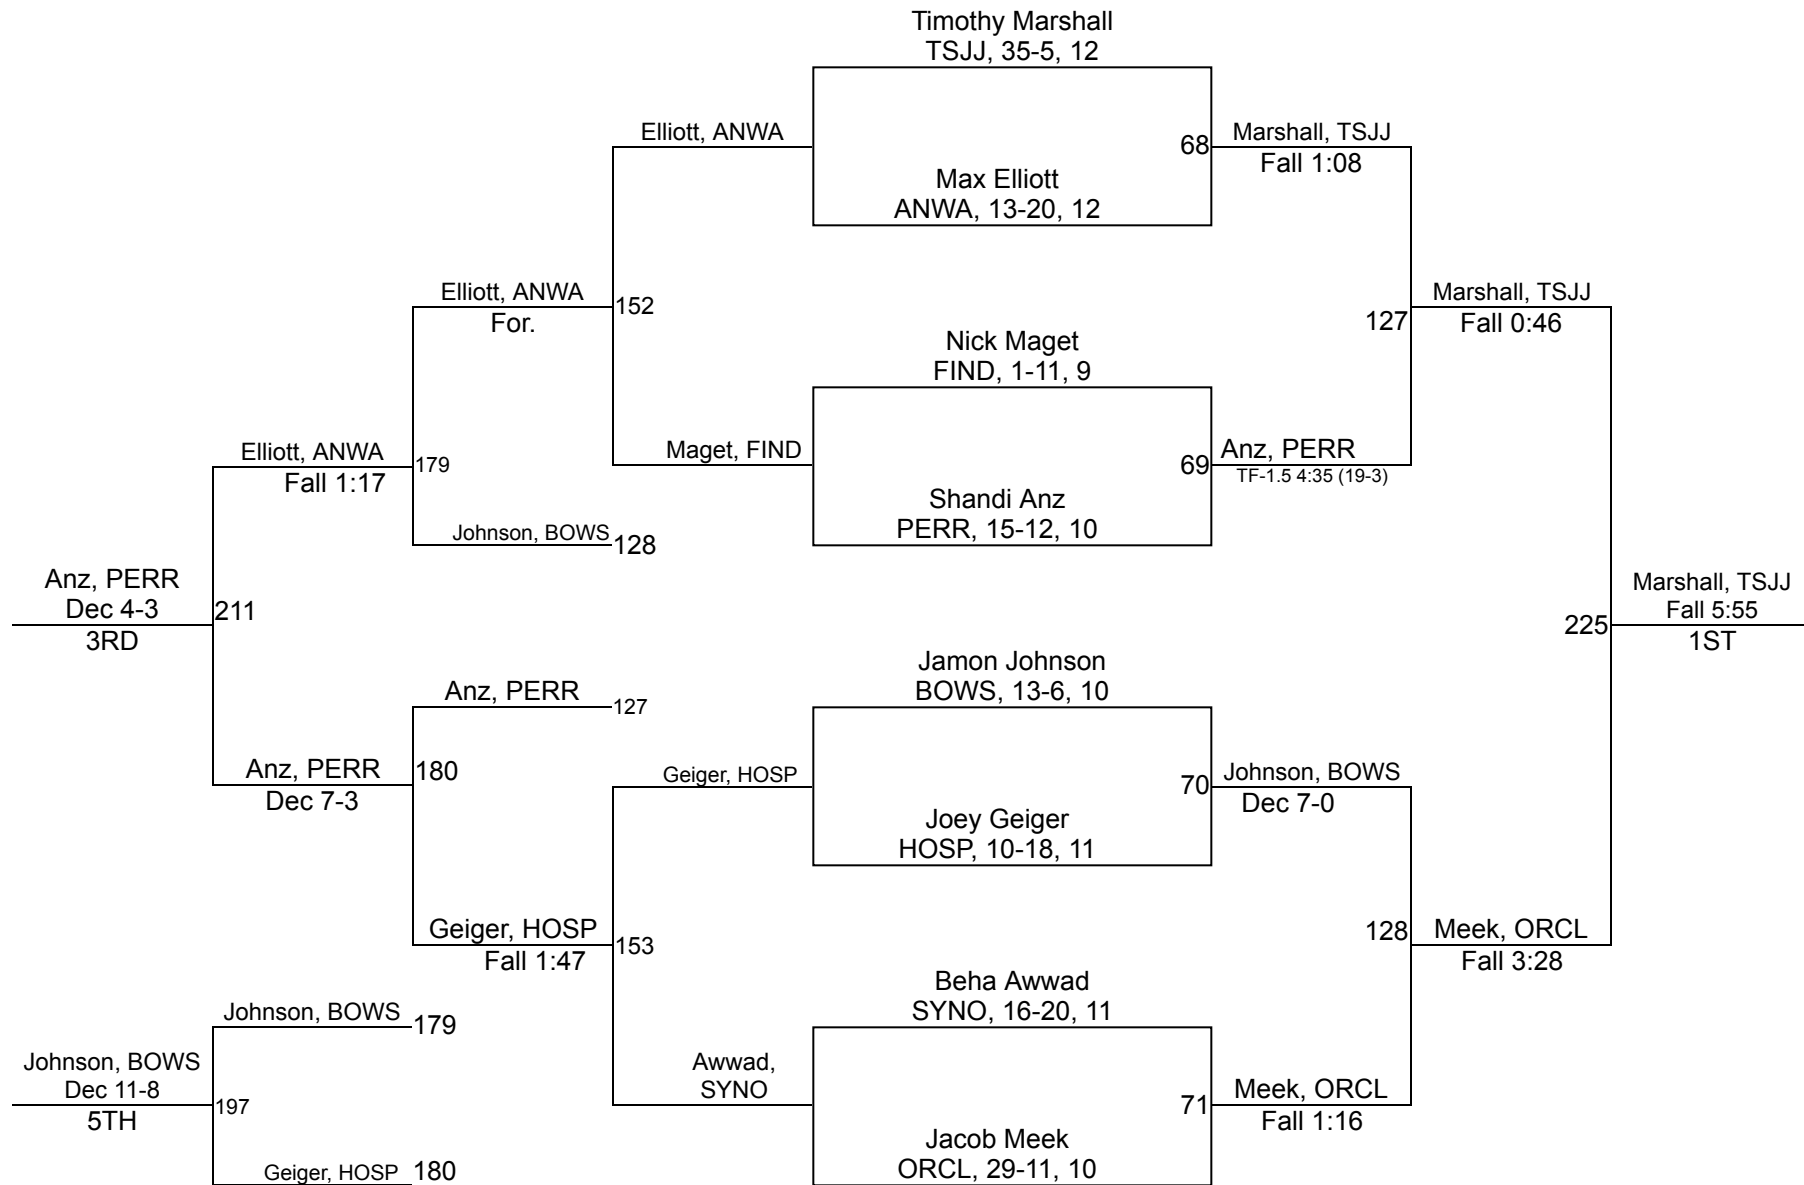 Timothy Marshall
TSJJ, 35-5, 12
Elliott, ANWA
68
Marshall, TSJJ
Fall 1:08
Max Elliott
ANWA, 13-20, 12
Elliott, ANWA
For.
152
127
Marshall, TSJJ
Fall 0:46
Nick Maget
FIND, 1-11, 9
Elliott, ANWA
Fall 1:17
179
Maget, FIND
69
Anz, PERR
TF-1.5 4:35 (19-3)
Shandi Anz
PERR, 15-12, 10
Johnson, BOWS
128
Anz, PERR
Dec 4-3
3RD
211
225
Marshall, TSJJ
Fall 5:55
1ST
Jamon Johnson
BOWS, 13-6, 10
Anz, PERR
127
Anz, PERR
Dec 7-3
180
Geiger, HOSP
70
Johnson, BOWS
Dec 7-0
Joey Geiger
HOSP, 10-18, 11
Geiger, HOSP
Fall 1:47
153
128
Meek, ORCL
Fall 3:28
Beha Awwad
SYNO, 16-20, 11
Johnson, BOWS
179
Johnson, BOWS
Dec 11-8
5TH
197
Awwad,
SYNO
71
Meek, ORCL
Fall 1:16
Jacob Meek
ORCL, 29-11, 10
Geiger, HOSP
180